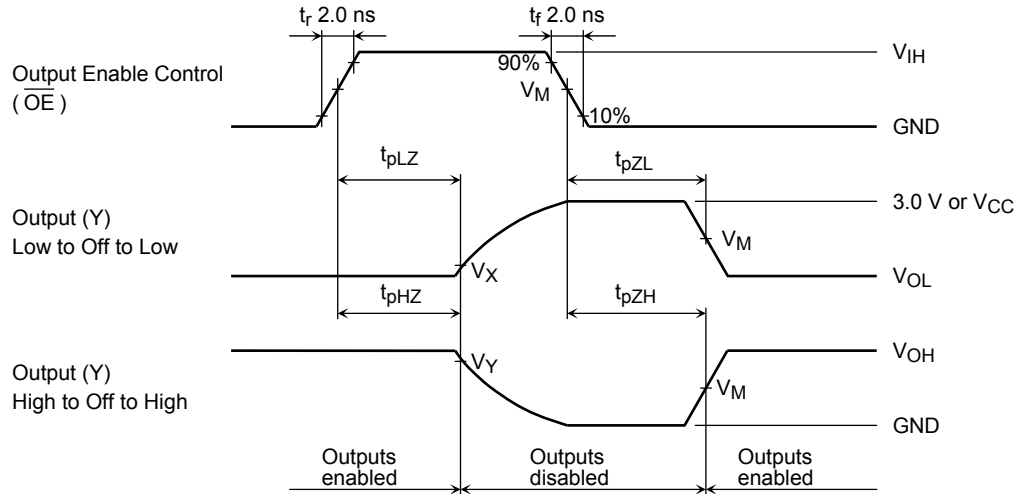 tr 2.0 ns
tf 2.0 ns
Output Enable Control
( OE )
90%
VM
10%
VIH
GND
tpLZ
tpZL
Output (Y)
Low to Off to Low
3.0 V or VCC
VM
VX
VOL
tpHZ
tpZH
Output (Y)
High to Off to High
VY
VOH
VM
GND
Outputs
enabled
Outputs
disabled
Outputs
enabled